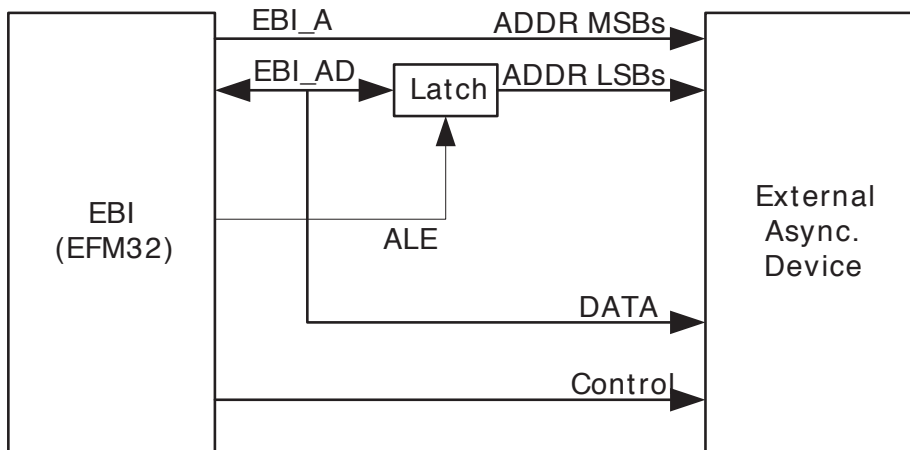 EBI_A
ADDR MSBs
EBI_AD
Latch
ADDR LSBs
EBI
(EFM32)
ALE
External
Async.
Device
DATA
Control